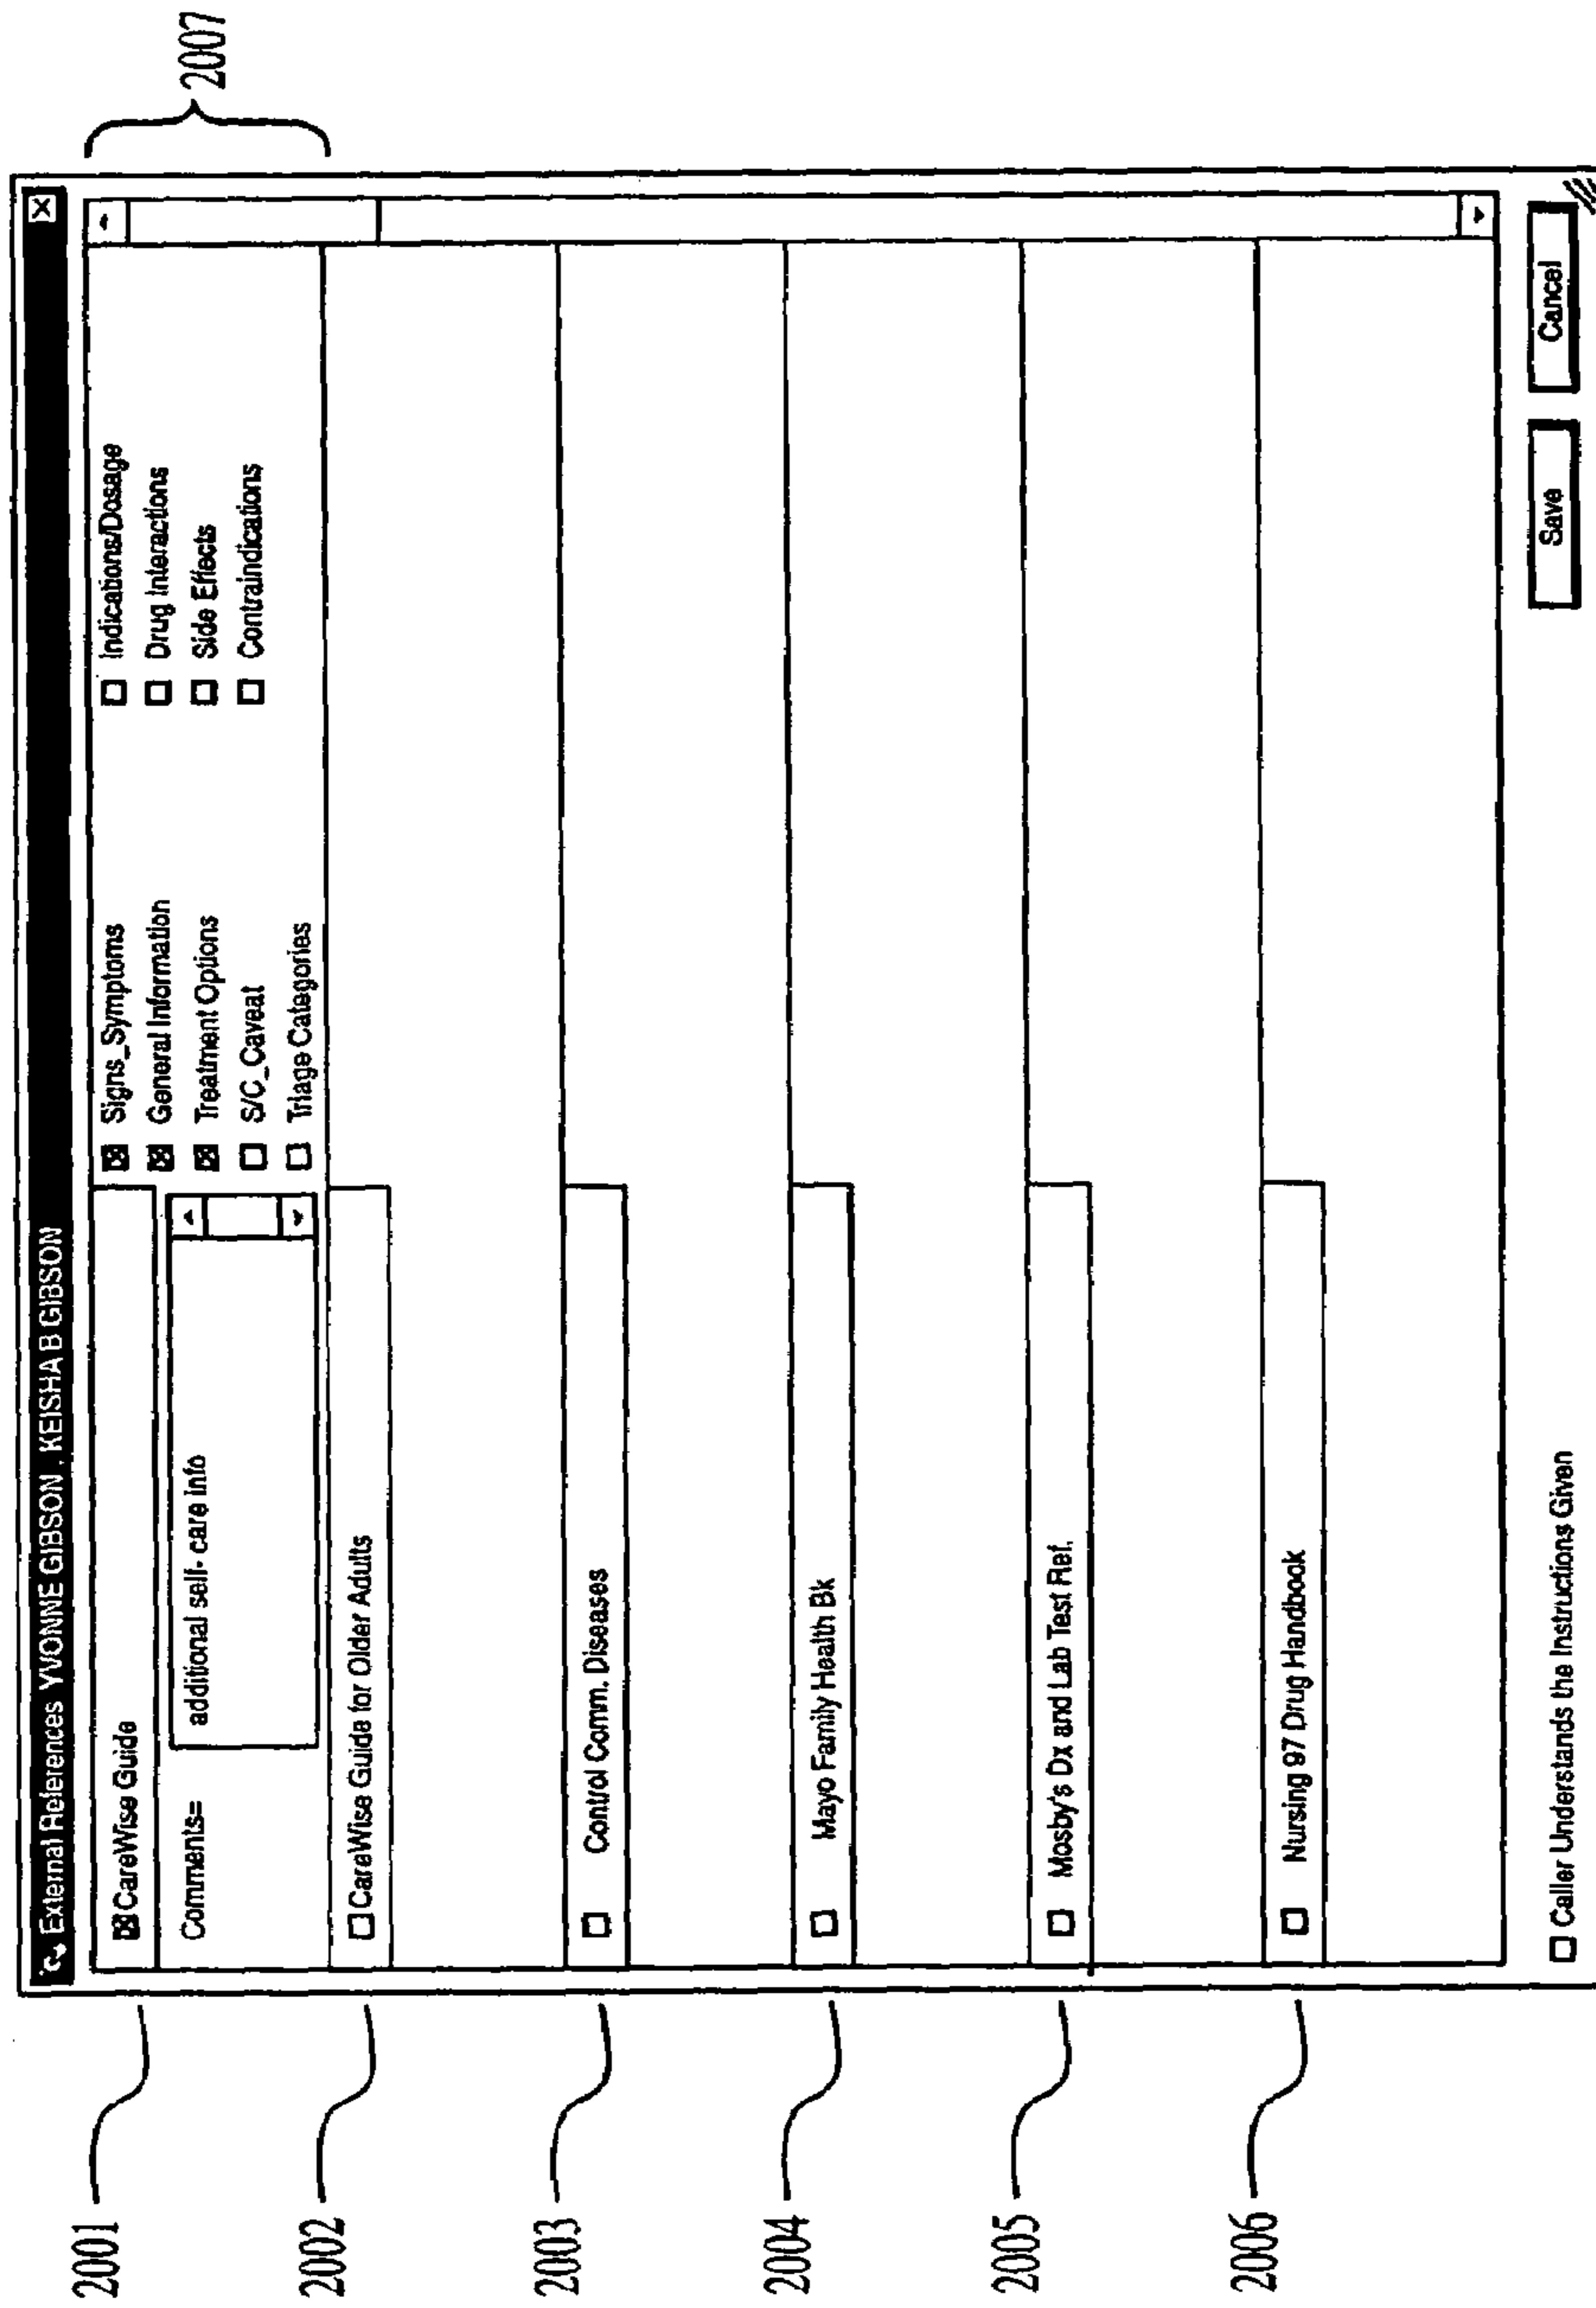 External References YVONNE GIBSON , KEISHA B GIBSON
2007
2001
CareWise Guide
Comments=
additional self- care info
Signs_Symptoms
General Information
Treatment Options
S/C_Caveat
Triage Categories
Indications/Dosage
Drug Interactions
Side Effects
Contraindications
2002
CareWise Guide for Older Adults
2003
Control Comm. Diseases
2004
Mayo Family Health Bk
2005
Mosby's Dx and Lab Test Ref.
2006
Nursing 97 Drug Handbook
Caller Understands the Instructions Given
Save
Cancel